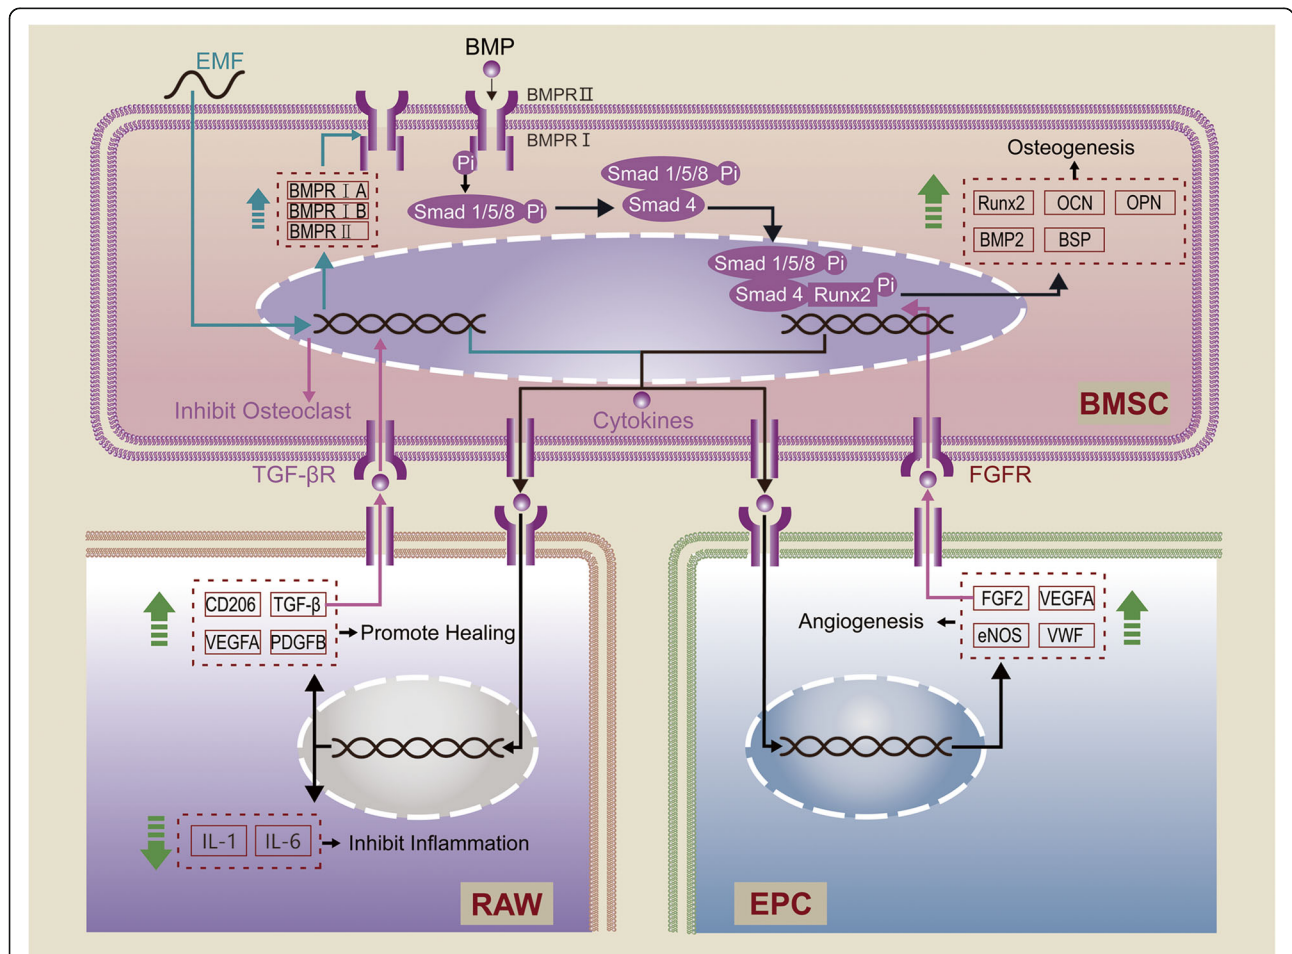 EMF
BMP
BMPRⅡ
BMPRⅠ
Pi
BMPRⅠA
BMPRⅠB
BMPRⅡ
Smad 1/5/8 Pi
Smad 1/5/8 Pi
Smad 4
Osteogenesis
Runx2 OCN OPN
BMP2 BSP
Smad 1/5/8 Pi
Smad 4 Runx2 Pi
Inhibit Osteoclast
Cytokines
BMSC
TGF-βR
FGFR
CD206 TGF-β
VEGFA PDGFB
Promote Healing
IL-1 IL-6
Inhibit Inflammation
RAW
Angiogenesis
FGF2 VEGFA
eNOS VWF
EPC